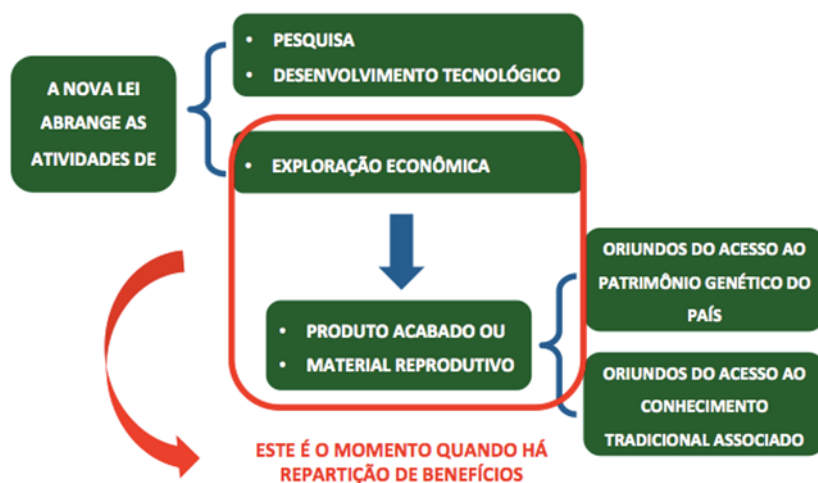 A NOVA LEI
ABRANGE AS
ATIVIDADES DE
• PESQUISA
• DESENVOLVIMENTO TECNOLÓGICO
• EXPLORAÇÃO ECONÔMICA
• PRODUTO ACABADO OU
• MATERIAL REPRODUTIVO
ORIUNDOS DO ACESSO AO
PATRIMÔNIO GENÉTICO DO
PAÍS
ORIUNDOS DO ACESSO AO
CONHECIMENTO
TRADICIONAL ASSOCIADO
ESTE É O MOMENTO QUANDO HÁ
REPARTIÇÃO DE BENEFÍCIOS